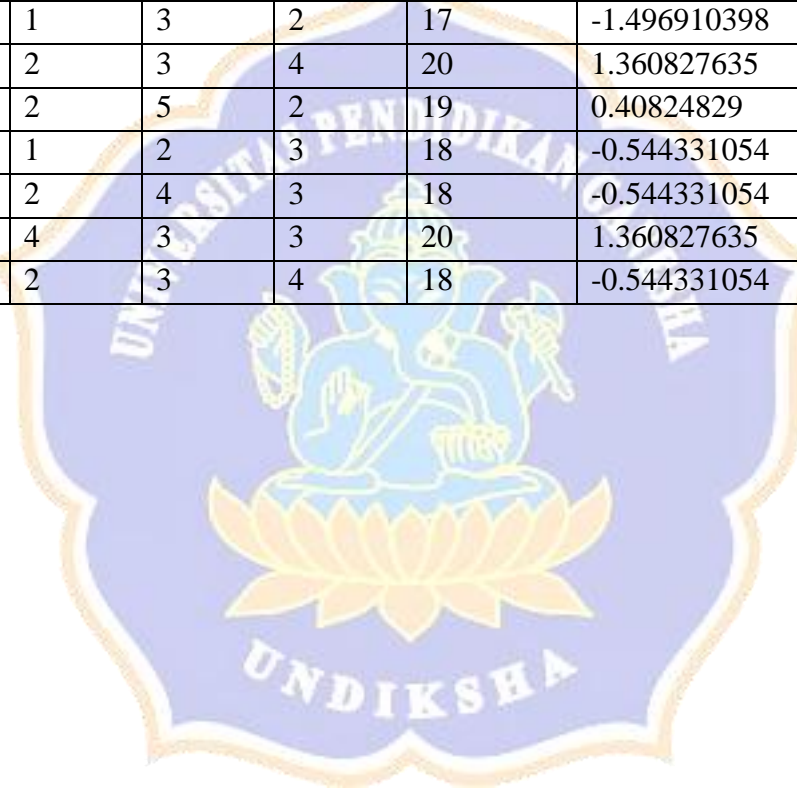 1 3 2 17 -1.496910398
2 3 4 20 1.360827635
2 5 2 19 0.40824829
1 2 3 18 -0.544331054
2 4 3 18 -0.544331054
4 3 3 20 1.360827635
2 3 4 18 -0.544331054
UNIVERSITAS PENDIDIKAN GANESHA
UNDIKSHA